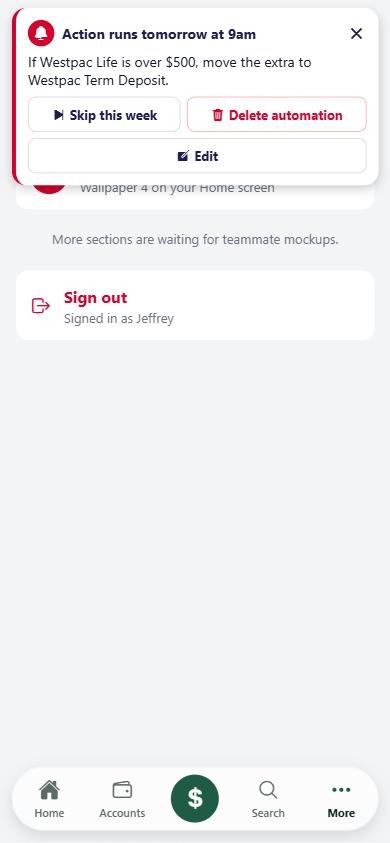 Action runs tomorrow at 9am
If Westpac Life is over $500, move the extra to
Westpac Term Deposit.
Skip this week
Delete automation
Edit
Wallpaper 4 on your Home screen
More sections are waiting for teammate mockups.
Sign out
Signed in as Jeffrey
$
Home
Accounts
Search
More